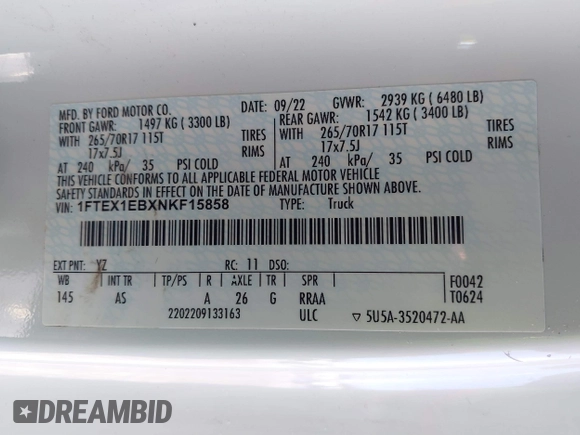 MFD. BY FORD MOTOR CO.
DATE: 09/22 GVWR: 2939 KG ( 6480 LB)
FRONT GAWR: 1497 KG ( 3300 LB) REAR GAWR: 1542 KG ( 3400 LB)
WITH 265/70R17 115T TIRES WITH 265/70R17 115T TIRES
17x7.5J RIMS 17x7.5J RIMS
AT 240 kPa/ 35 PSI COLD AT 240 kPa/ 35 PSI COLD
THIS VEHICLE CONFORMS TO ALL APPLICABLE FEDERAL MOTOR VEHICLE
SAFETY STANDARDS IN EFFECT ON THE DATE OF MANUFACTURE SHOWN ABOVE.
VIN: 1FTEX1EBXNKF15858 TYPE: Truck
EXT PNT: YZ RC: 11 DSO:
WB INT TR TP/PS R AXLE TR SPR F0042
145 AS A 26 G RRAA T0624
2202209133163 ULC ▽ 5U5A-3520472-AA
DREAMBID